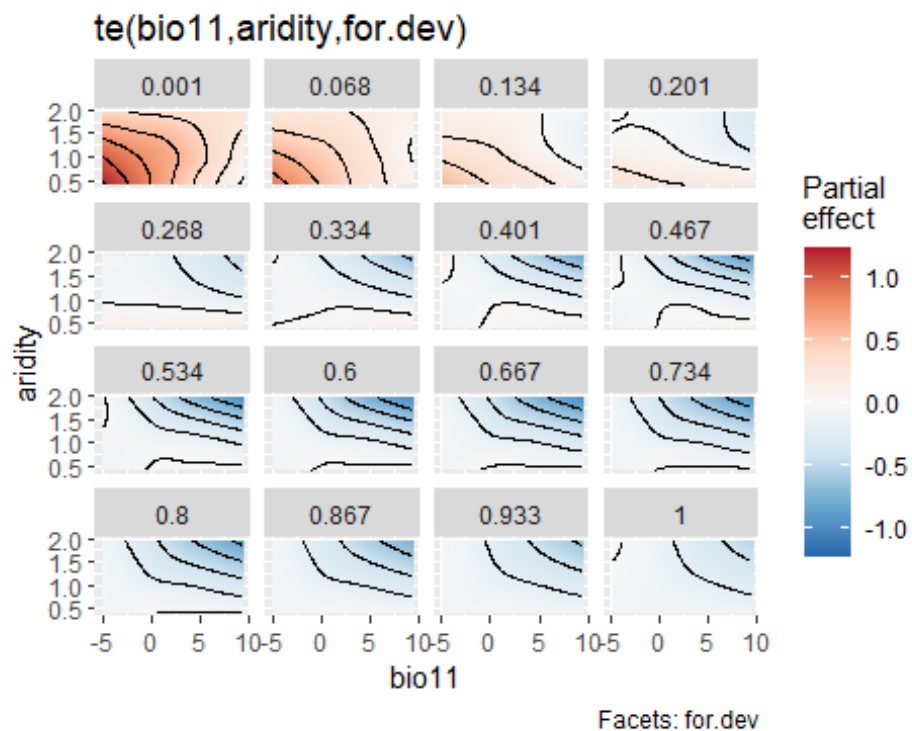 te(bio11,aridity,for.dev)
0.001 0.068 0.134 0.201
2.0
1.5
1.0
0.5
0.268 0.334 0.401 0.467
2.0
1.5
1.0
0.5
0.534 0.6 0.667 0.734
2.0
1.5
1.0
0.5
0.8 0.867 0.933 1
2.0
1.5
1.0
0.5
-5 0 5 10 -5 0 5 10 -5 0 5 10 -5 0 5 10
bio11
aridity
Partial
effect
1.0
0.5
0.0
-0.5
-1.0
Facets: for.dev